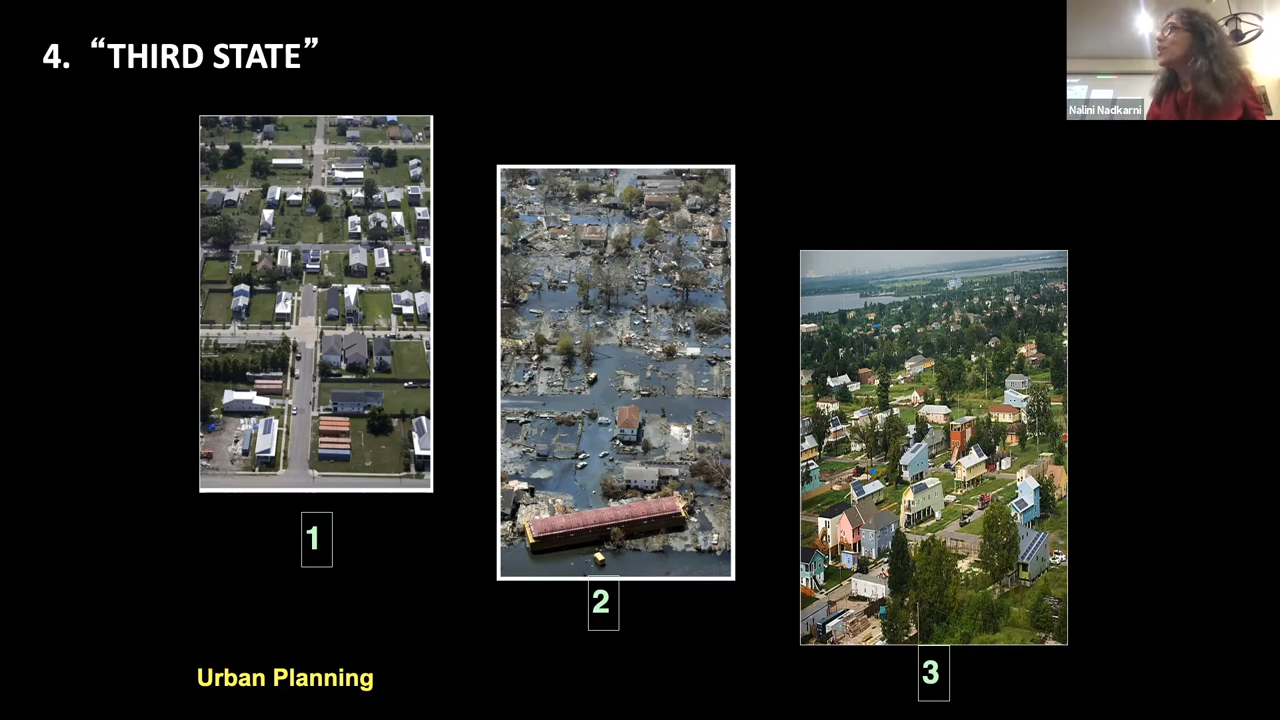 4. “THIRD STATE”
Nalini Nadkarni
1
2
3
Urban Planning